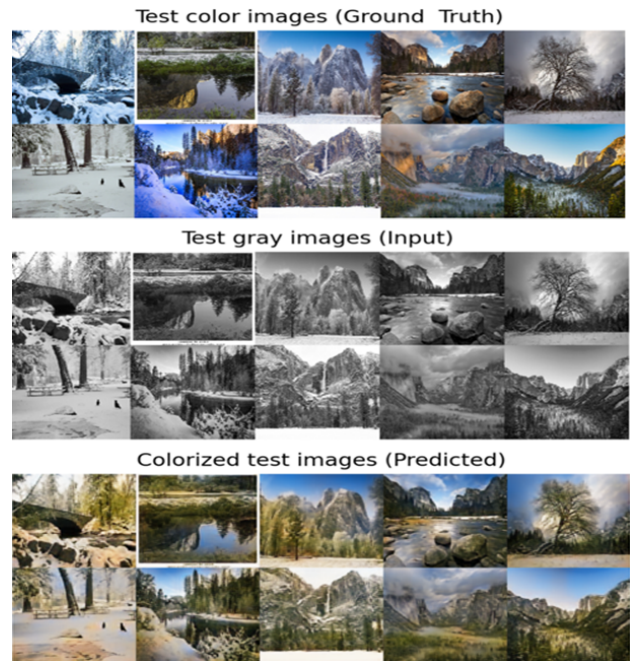 Test color images (Ground Truth)
Test gray images (Input)
Colorized test images (Predicted)